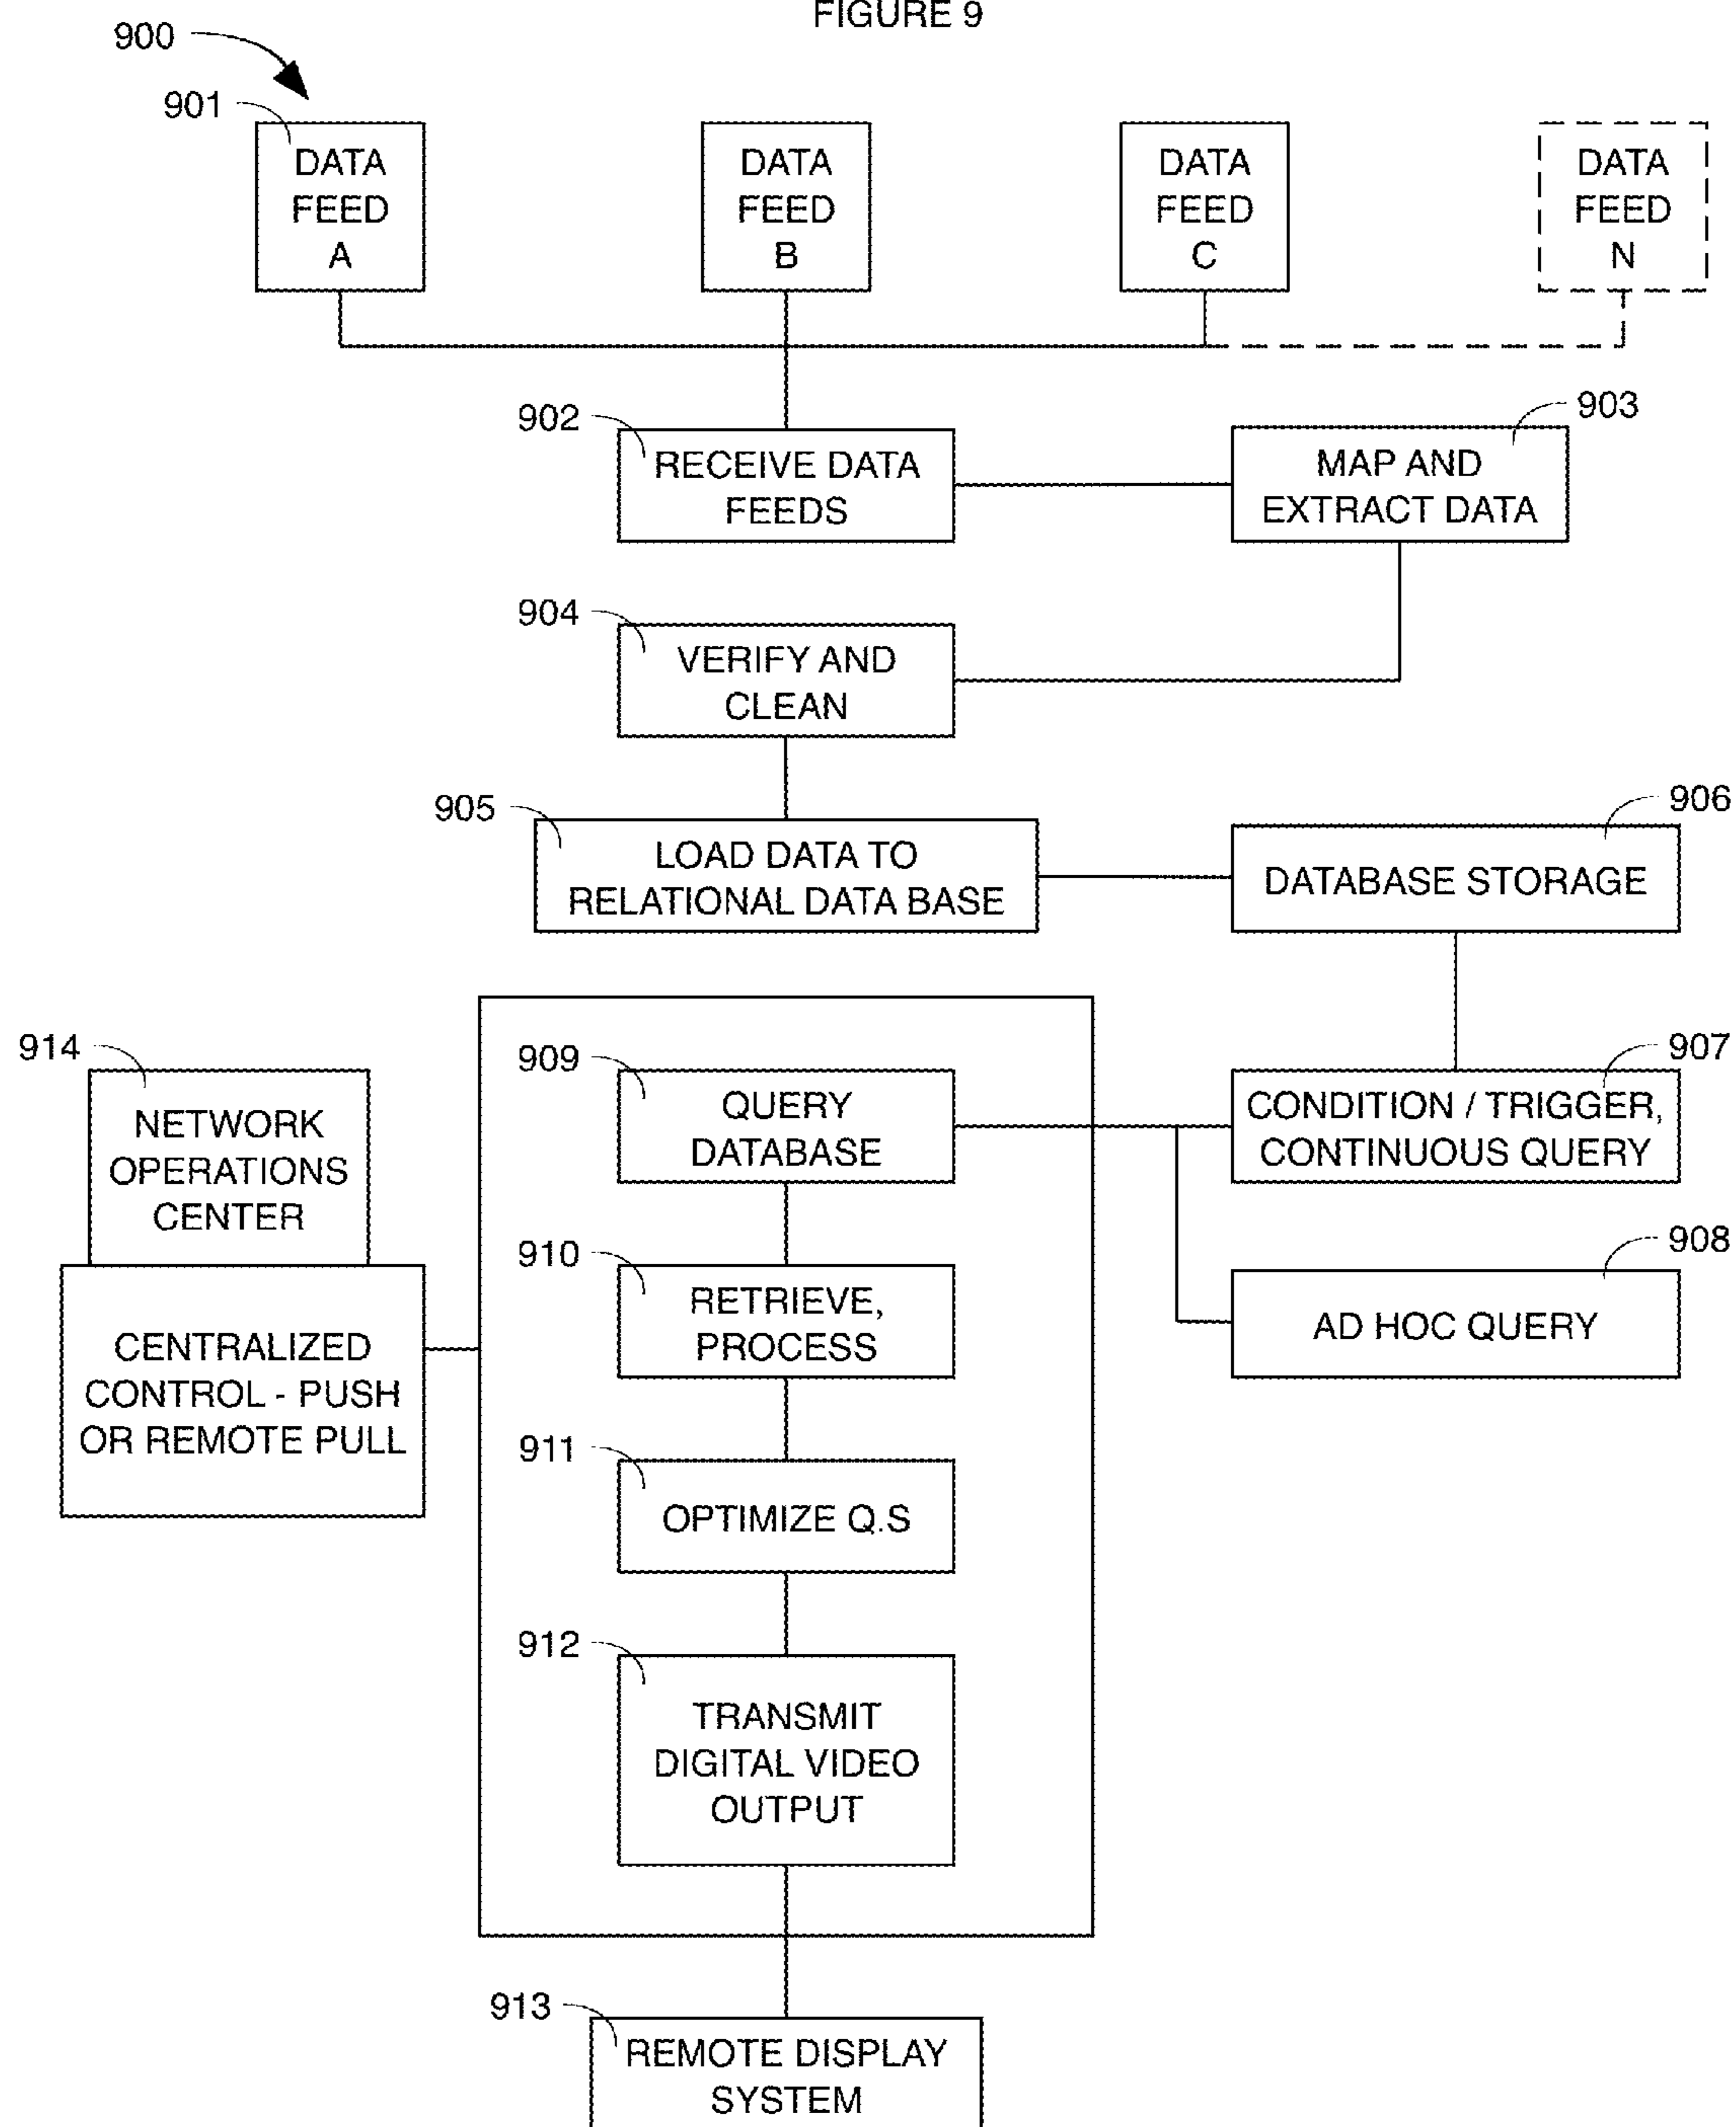 FIGURE 9
900
901
DATA
FEED
A
DATA
FEED
B
DATA
FEED
C
DATA
FEED
N
902
RECEIVE DATA
FEEDS
903
MAP AND
EXTRACT DATA
904
VERIFY AND
CLEAN
905
LOAD DATA TO
RELATIONAL DATA BASE
906
DATABASE STORAGE
914
NETWORK
OPERATIONS
CENTER
CENTRALIZED
CONTROL - PUSH
OR REMOTE PULL
909
QUERY
DATABASE
907
CONDITION / TRIGGER,
CONTINUOUS QUERY
908
AD HOC QUERY
910
RETRIEVE,
PROCESS
911
OPTIMIZE Q.S
912
TRANSMIT
DIGITAL VIDEO
OUTPUT
913
REMOTE DISPLAY
SYSTEM